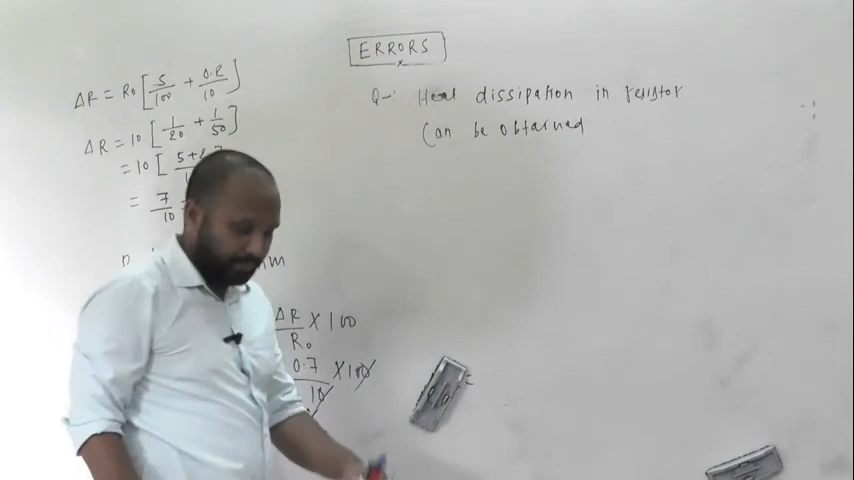 ERRORS
ΔR = R0 [ 5/100 + 0.2/10 ]
ΔR = 10 [ 1/20 + 1/50 ]
= 10 [ 5+
= 7/10
ΔR/R0 × 100
0.7/10 × 100
Q-: Heat dissipation in resistor
Can be obtained